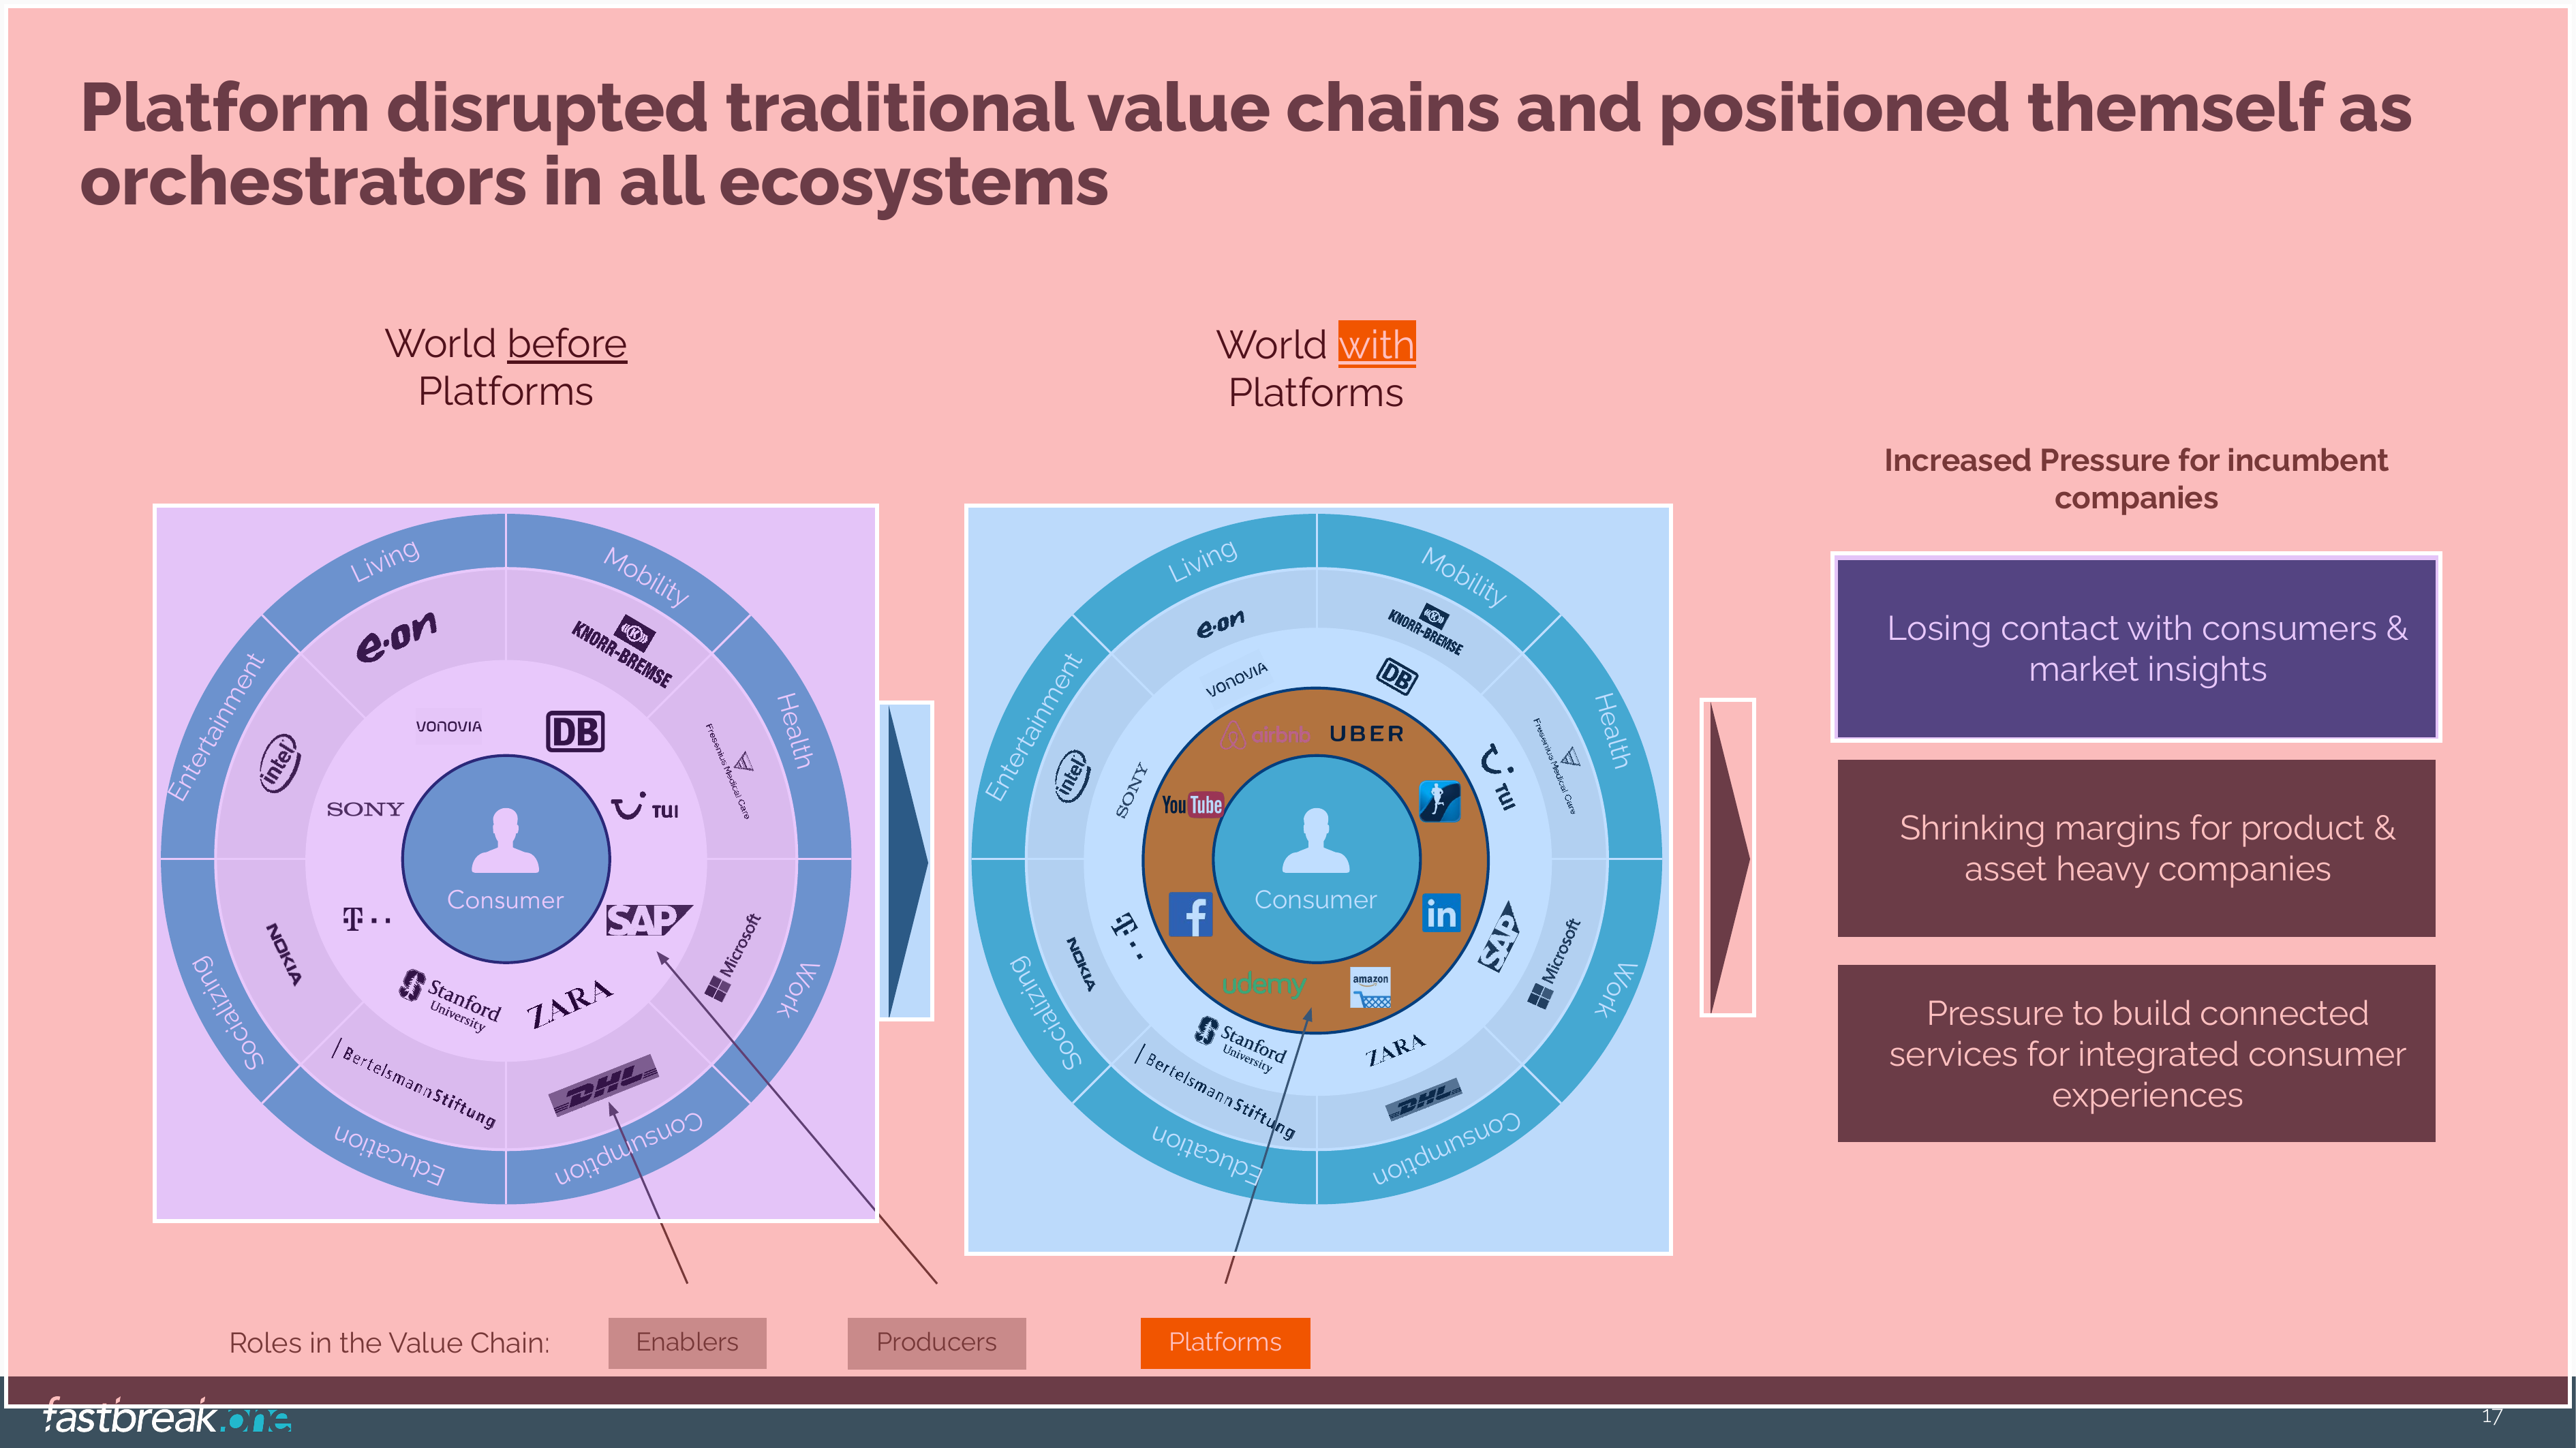 Platform disrupted traditional value chains and positioned themself as
orchestrators in all ecosystems
World before
Platforms
World with
Platforms
Increased Pressure for incumbent
companies
Living
Mobility
Health
Work
Consumption
Education
Socializing
Entertainment
e·on
KNORR-BREMSE
Fresenius Medical Care
Microsoft
DHL
| BertelsmannStiftung
NOKIA
intel
VONOVIA
DB
TUI
SAP
ZARA
Stanford
University
T··
SONY
Consumer
Living
Mobility
Health
Work
Consumption
Education
Socializing
Entertainment
e·on
KNORR-BREMSE
Fresenius Medical Care
Microsoft
DHL
| BertelsmannStiftung
NOKIA
intel
VONOVIA
DB
TUI
SAP
ZARA
Stanford
University
T··
SONY
airbnb
UBER
in
amazon
udemy
f
YouTube
Consumer
Losing contact with consumers &
market insights
Shrinking margins for product &
asset heavy companies
Pressure to build connected
services for integrated consumer
experiences
Roles in the Value Chain:
Enablers
Producers
Platforms
fastbreak.one
17